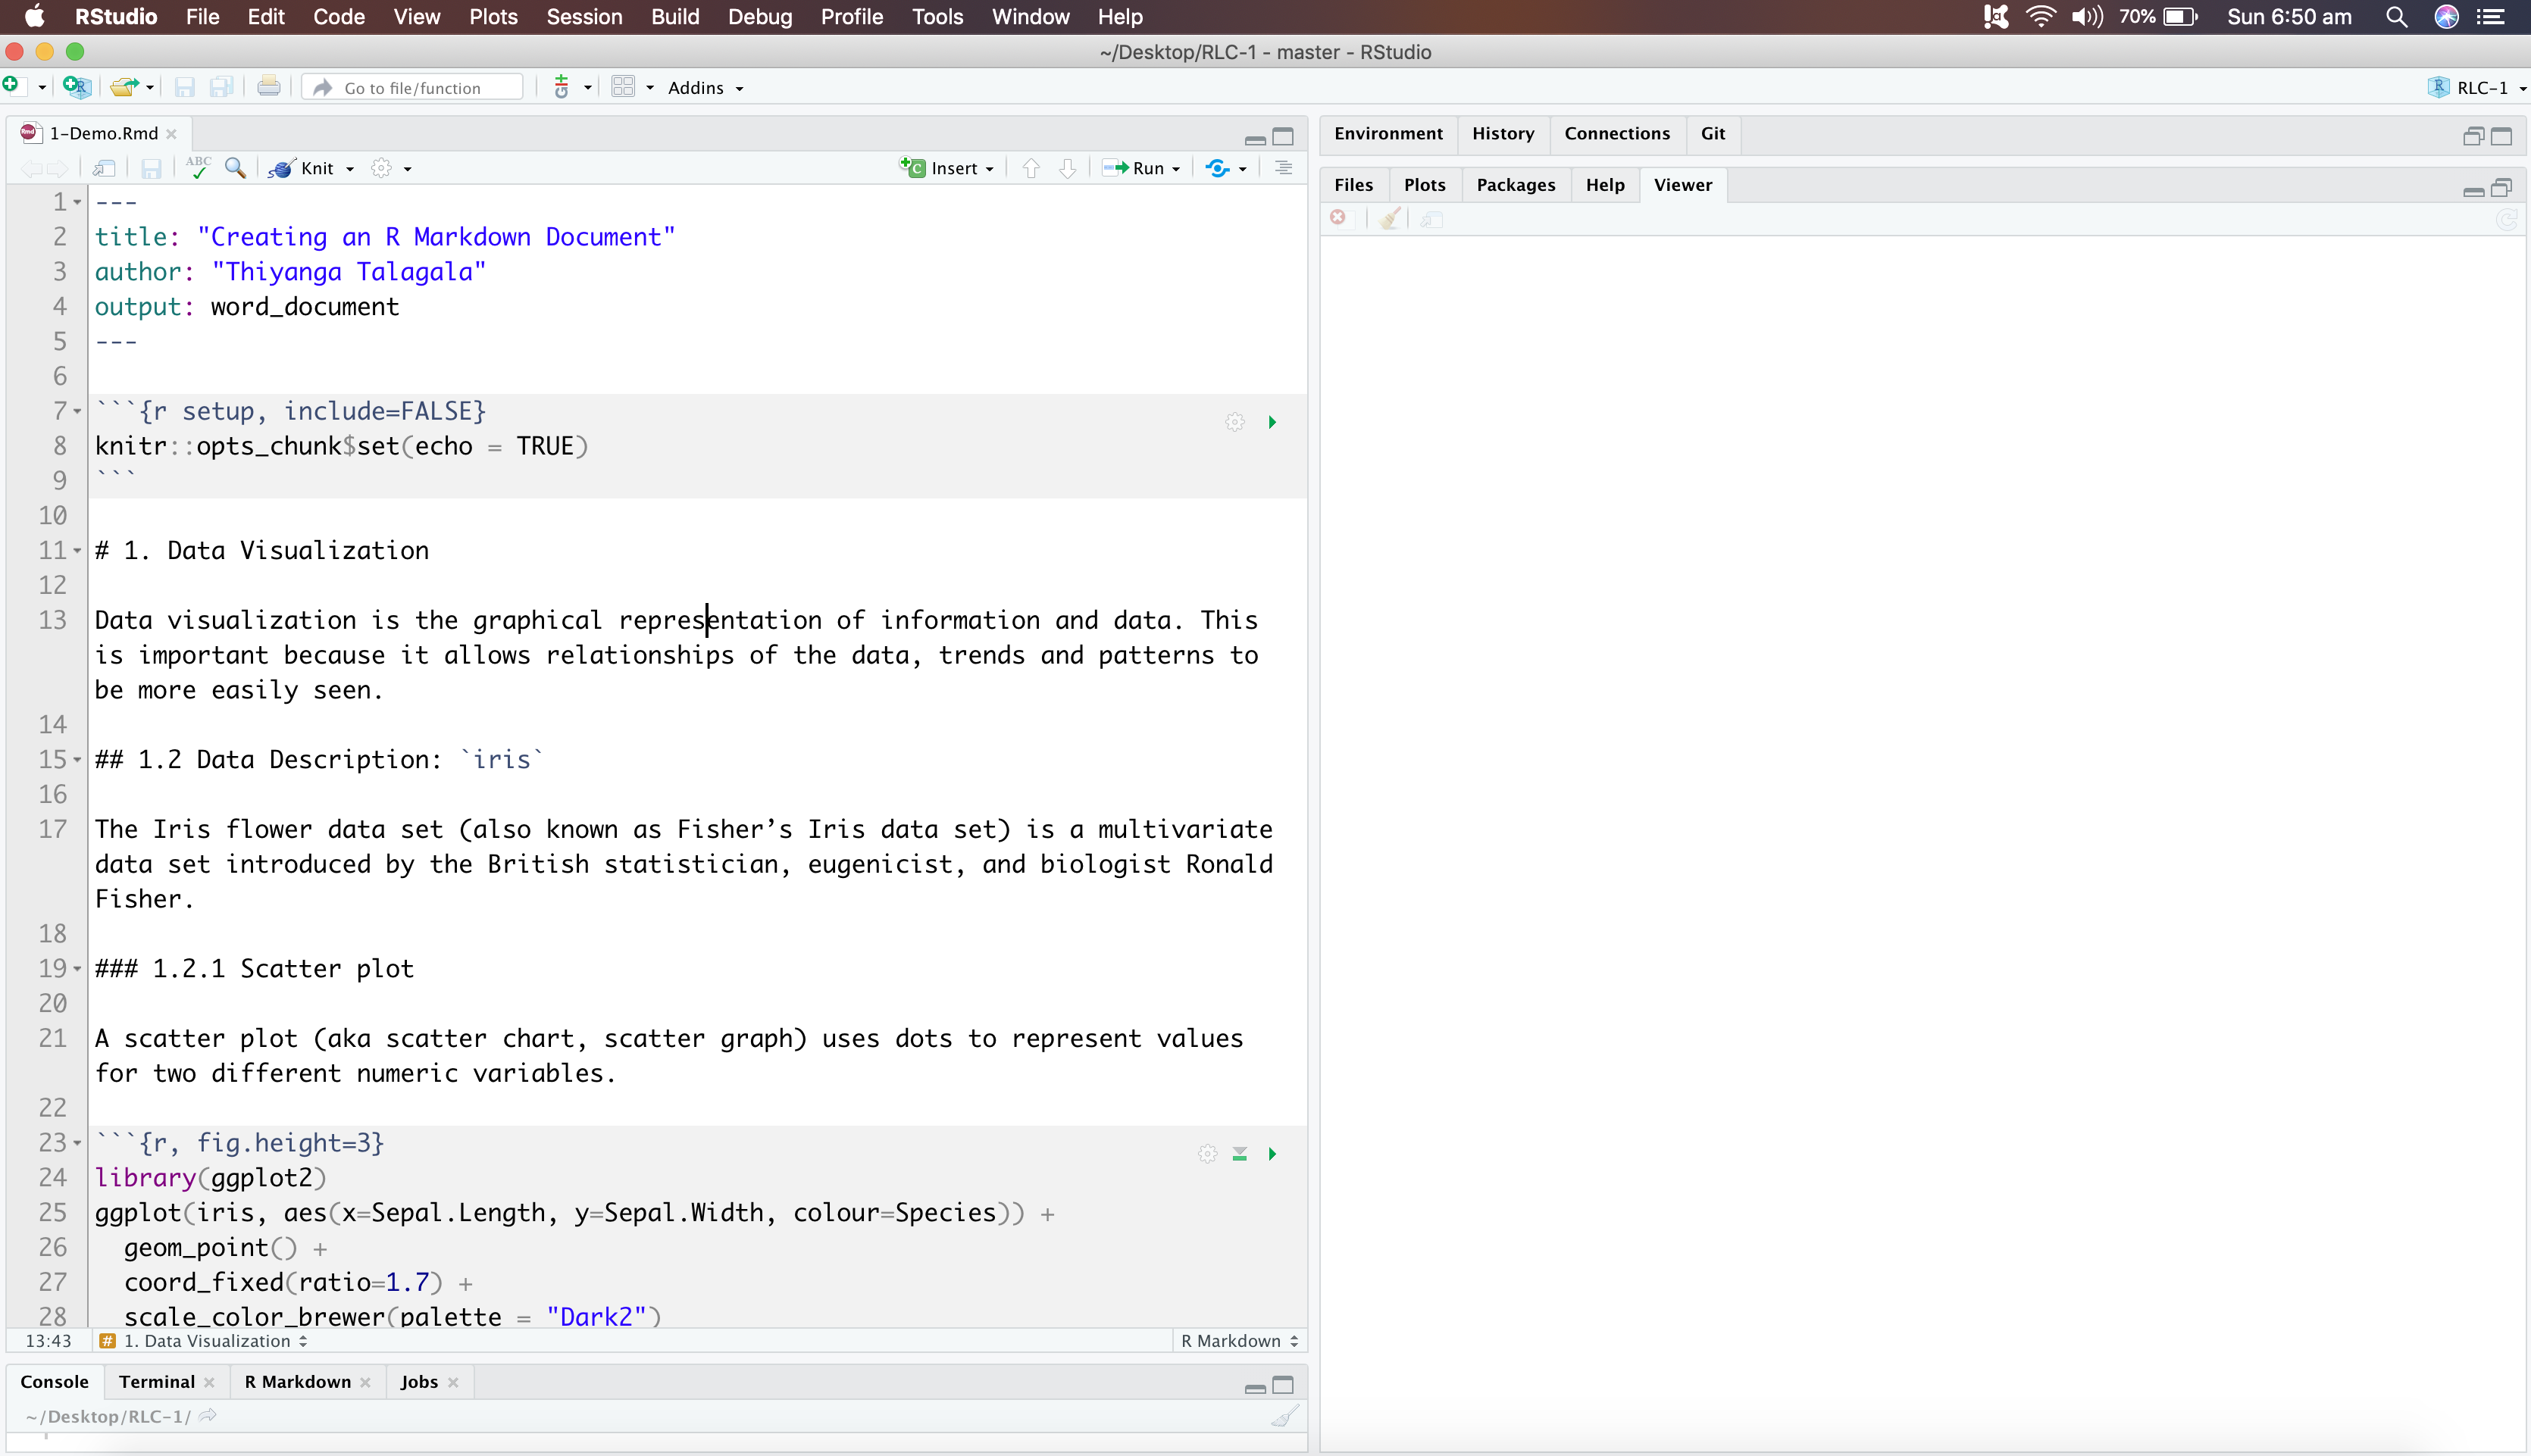 RStudio File Edit Code View Plots Session Build Debug Profile Tools Window Help 70% Sun 6:50 am
~/Desktop/RLC-1 - master - RStudio
Go to file/function Addins RLC-1
1-Demo.Rmd
ABC Knit Insert Run
1 ---
2 title: "Creating an R Markdown Document"
3 author: "Thiyanga Talagala"
4 output: word_document
5 ---
6
7 ```{r setup, include=FALSE}
8 knitr::opts_chunk$set(echo = TRUE)
9 ```
10
11 # 1. Data Visualization
12
13 Data visualization is the graphical representation of information and data. This
is important because it allows relationships of the data, trends and patterns to
be more easily seen.
14
15 ## 1.2 Data Description: `iris`
16
17 The Iris flower data set (also known as Fisher’s Iris data set) is a multivariate
data set introduced by the British statistician, eugenicist, and biologist Ronald
Fisher.
18
19 ### 1.2.1 Scatter plot
20
21 A scatter plot (aka scatter chart, scatter graph) uses dots to represent values
for two different numeric variables.
22
23 ```{r, fig.height=3}
24 library(ggplot2)
25 ggplot(iris, aes(x=Sepal.Length, y=Sepal.Width, colour=Species)) +
26 geom_point() +
27 coord_fixed(ratio=1.7) +
28 scale_color_brewer(palette = "Dark2")
13:43 # 1. Data Visualization R Markdown
Console Terminal R Markdown Jobs
~/Desktop/RLC-1/
Environment History Connections Git
Files Plots Packages Help Viewer